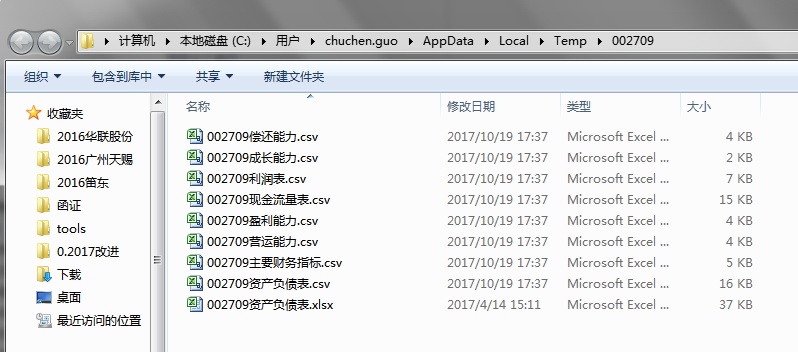 计算机 本地磁盘 (C:) 用户 chuchen.guo AppData Local Temp 002709
组织 包含到库中 共享 新建文件夹
收藏夹
2016华联股份
2016广州天赐
2016笛东
函证
tools
0.2017改进
下载
桌面
最近访问的位置
名称 修改日期 类型 大小
002709偿还能力.csv 2017/10/19 17:37 Microsoft Excel ... 4 KB
002709成长能力.csv 2017/10/19 17:37 Microsoft Excel ... 2 KB
002709利润表.csv 2017/10/19 17:37 Microsoft Excel ... 7 KB
002709现金流量表.csv 2017/10/19 17:37 Microsoft Excel ... 15 KB
002709盈利能力.csv 2017/10/19 17:37 Microsoft Excel ... 4 KB
002709营运能力.csv 2017/10/19 17:37 Microsoft Excel ... 4 KB
002709主要财务指标.csv 2017/10/19 17:37 Microsoft Excel ... 5 KB
002709资产负债表.csv 2017/10/19 17:37 Microsoft Excel ... 16 KB
002709资产负债表.xlsx 2017/4/14 15:11 Microsoft Excel ... 37 KB